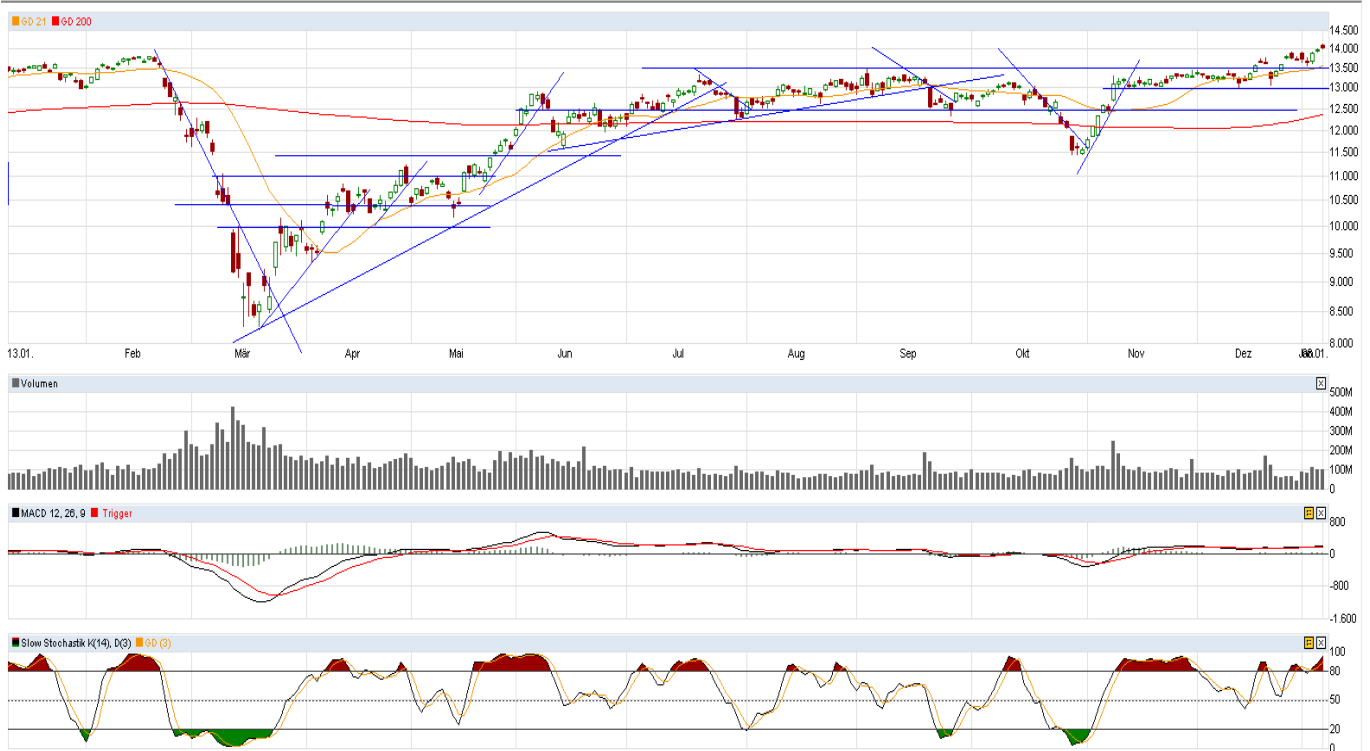 GD 21 GD 200
14.500
14.000
13.500
13.000
12.500
12.000
11.500
11.000
10.500
10.000
9.500
9.000
8.500
8.000
13.01. Feb Mär Apr Mai Jun Jul Aug Sep Okt Nov Dez
Volumen X
500M
400M
300M
200M
100M
0
MACD 12, 26, 9 Trigger X
800
0
-800
-1.600
Slow Stochastik K(14), D(3) GD (3) X
100
80
50
20
0